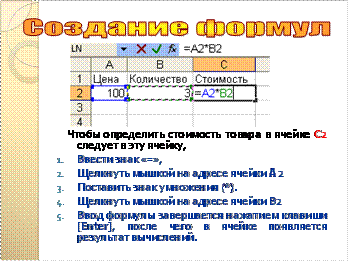 Создание формул
LN =A2*B2
A B C
1 Цена Количество Стоимость
2 100 3 =A2*B2
3
4
Чтобы определить стоимость товара в ячейке С2
следует в эту ячейку,
1. Ввести знак «=»,
2. Щелкнуть мышкой на адресе ячейки А 2
3. Поставить знак умножения (*).
4. Щелкнуть мышкой на адресе ячейки В2
5. Ввод формулы завершается нажатием клавиши
[Enter], после чего в ячейке появляется
результат вычислений.